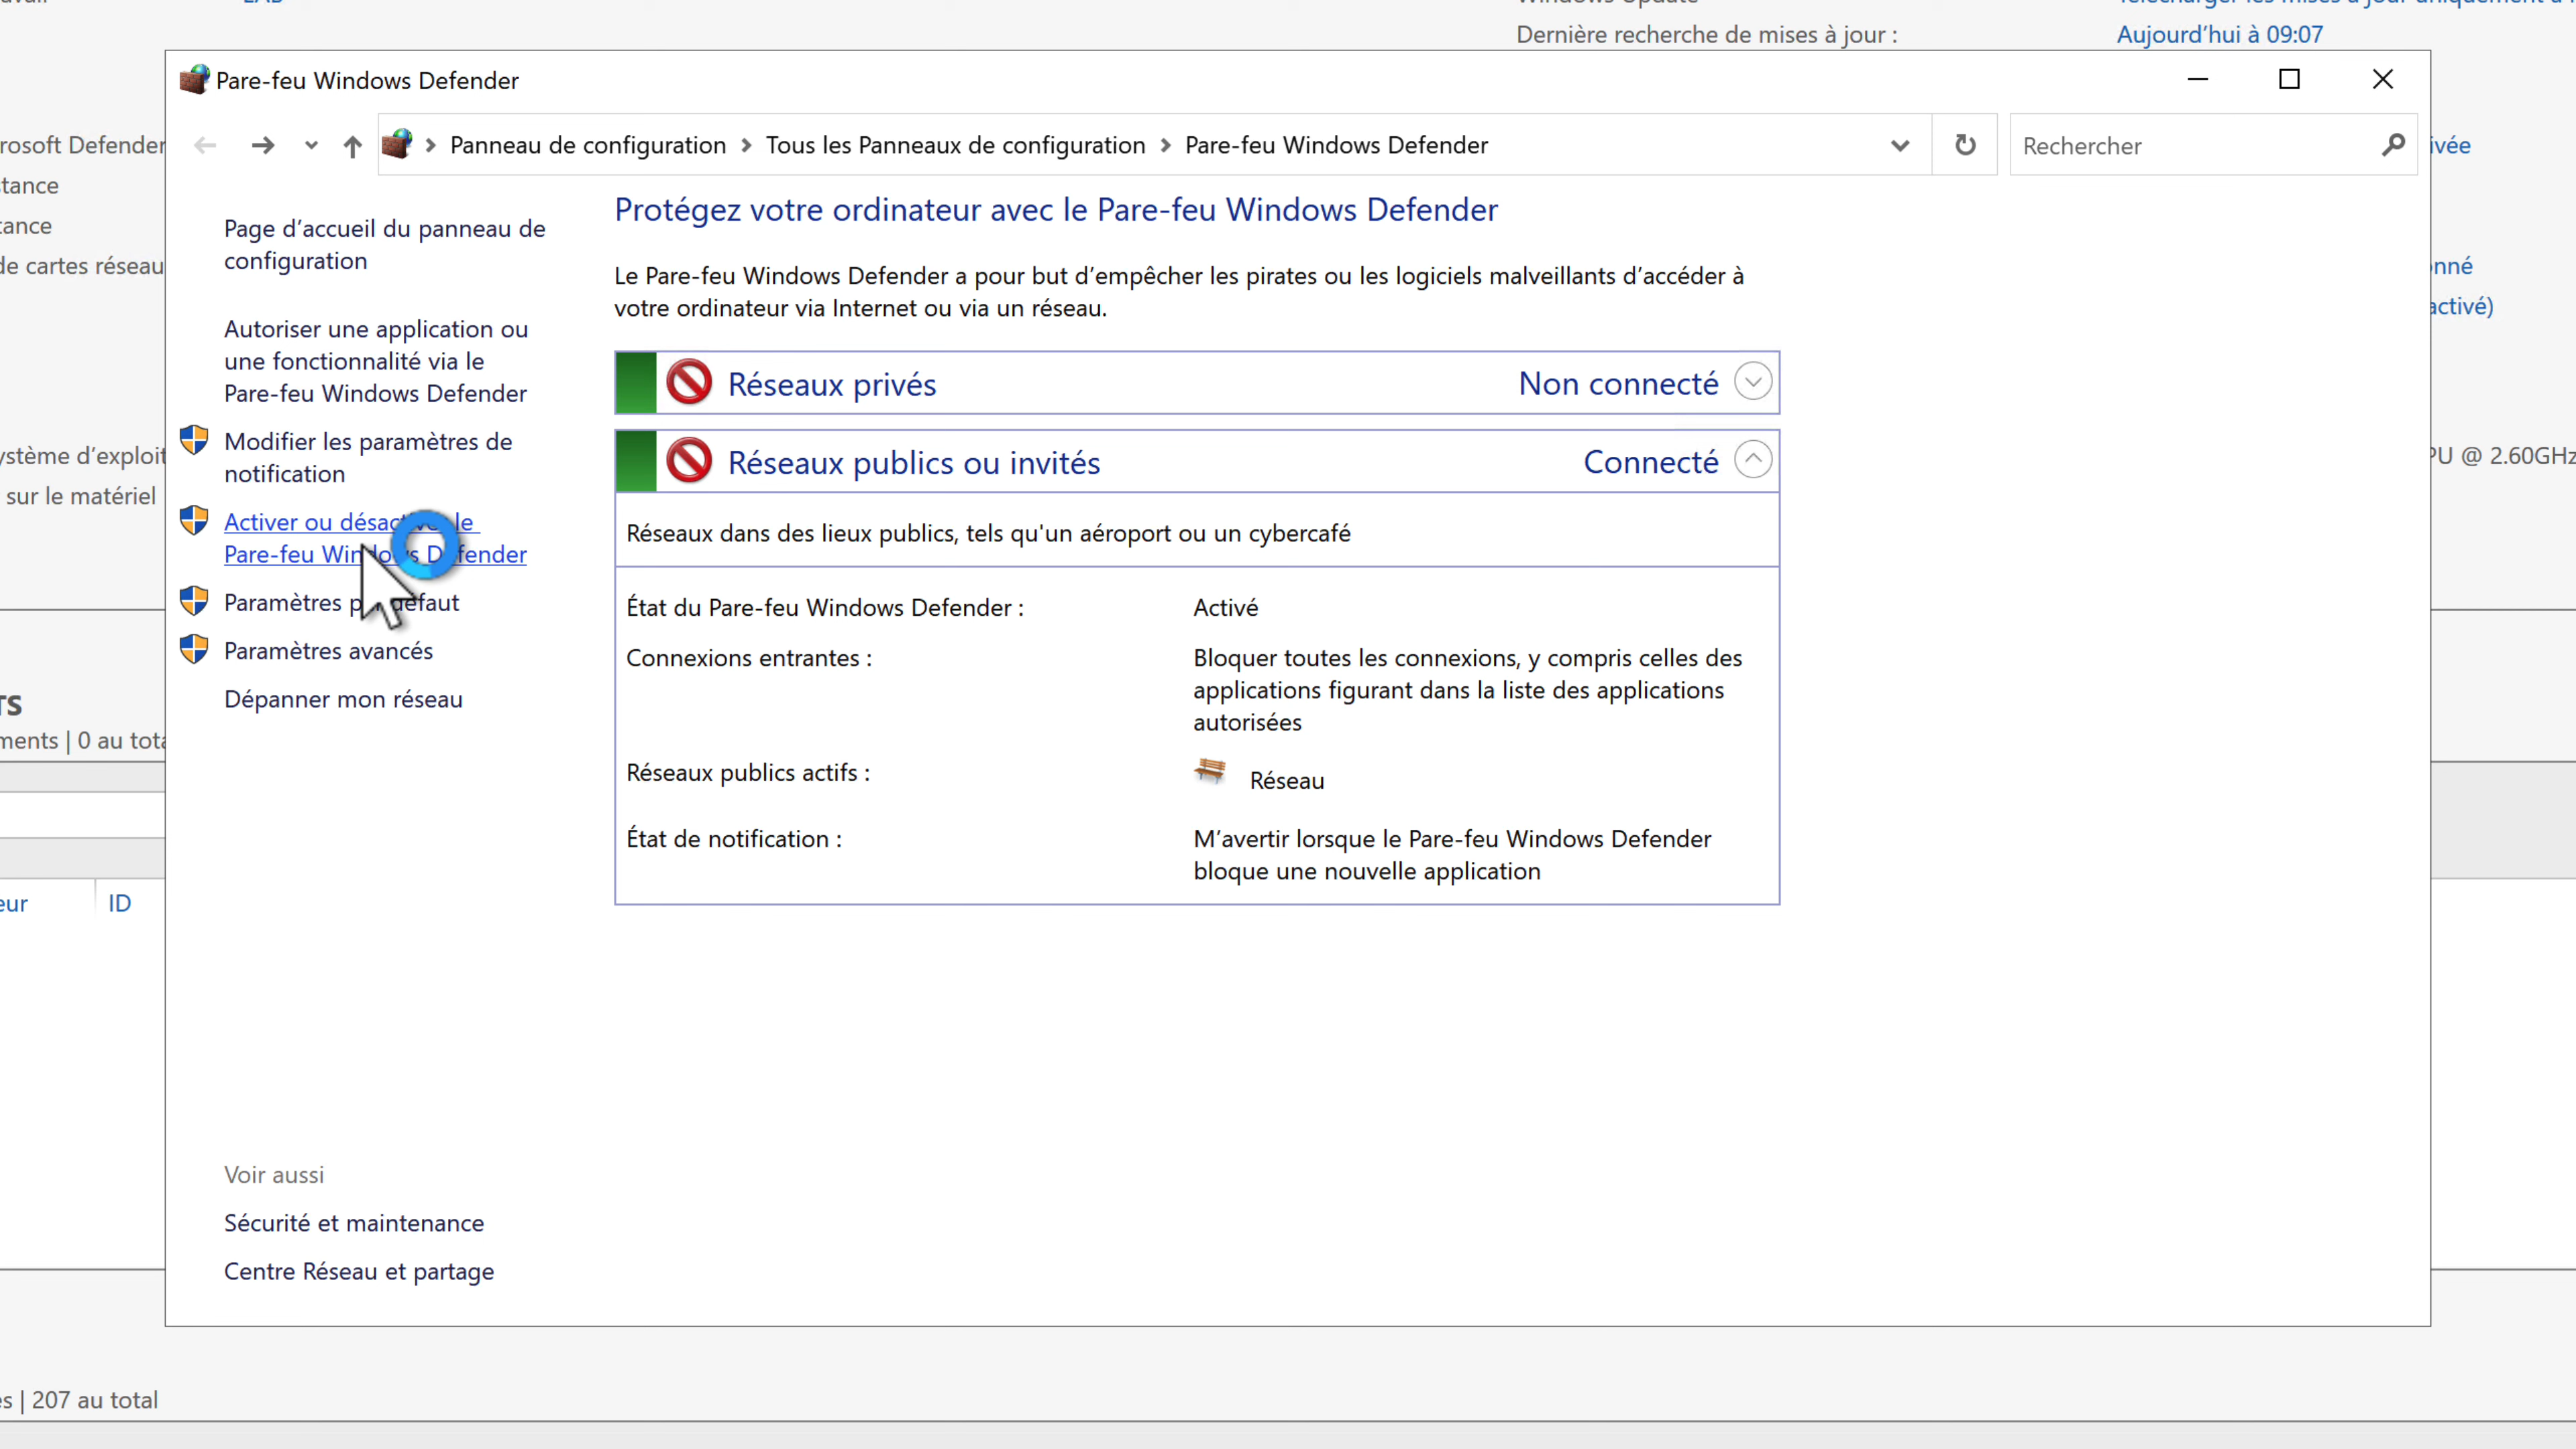 LAB
Dernière recherche de mises à jour :
Aujourd'hui à 09:07
Pare-feu Windows Defender
Panneau de configuration
Tous les Panneaux de configuration
Pare-feu Windows Defender
Rechercher
Protégez votre ordinateur avec le Pare-feu Windows Defender
Page d'accueil du panneau de
configuration
Le Pare-feu Windows Defender a pour but d'empêcher les pirates ou les logiciels malveillants d'accéder à
votre ordinateur via Internet ou via un réseau.
Autoriser une application ou
une fonctionnalité via le
Pare-feu Windows Defender
Modifier les paramètres de
notification
Activer ou désactiver le
Pare-feu Windows Defender
Paramètres par défaut
Paramètres avancés
Dépanner mon réseau
Réseaux privés
Non connecté
Réseaux publics ou invités
Connecté
Réseaux dans des lieux publics, tels qu'un aéroport ou un cybercafé
État du Pare-feu Windows Defender :
Activé
Connexions entrantes :
Bloquer toutes les connexions, y compris celles des
applications figurant dans la liste des applications
autorisées
Réseaux publics actifs :
Réseau
État de notification :
M'avertir lorsque le Pare-feu Windows Defender
bloque une nouvelle application
Voir aussi
Sécurité et maintenance
Centre Réseau et partage
rosoft Defender
tance
de cartes réseau
ystème d'exploit
sur le matériel
TS
ments | 0 au tota
eur
ID
s | 207 au total
ivée
nné
activé)
PU @ 2.60GHz